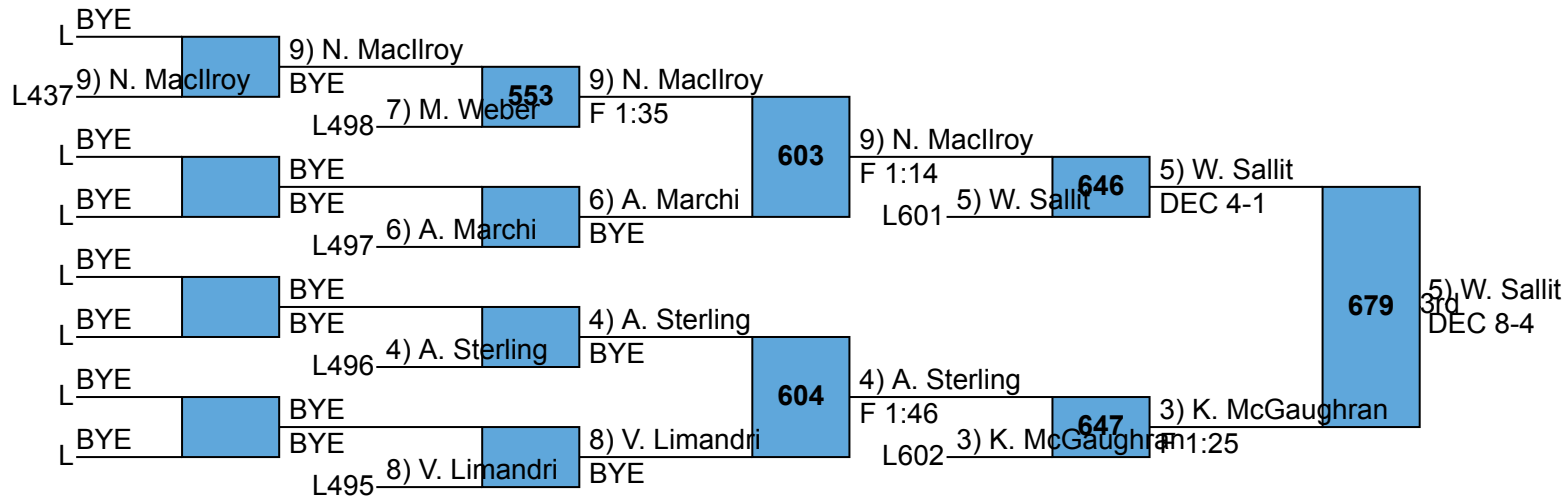 BYE
L
9) N. MacIlroy
L437
9) N. MacIlroy
BYE
7) M. Weber
L498
553
9) N. MacIlroy
F 1:35
BYE
L
BYE
L
BYE
BYE
6) A. Marchi
L497
6) A. Marchi
BYE
603
9) N. MacIlroy
F 1:14
5) W. Sallit
L601
646
5) W. Sallit
DEC 4-1
BYE
L
BYE
L
BYE
BYE
4) A. Sterling
L496
4) A. Sterling
BYE
BYE
L
BYE
L
BYE
BYE
8) V. Limandri
L495
8) V. Limandri
BYE
604
4) A. Sterling
F 1:46
3) K. McGaughran
L602
647
3) K. McGaughran
F 1:25
679
5) W. Sallit
3rd
DEC 8-4